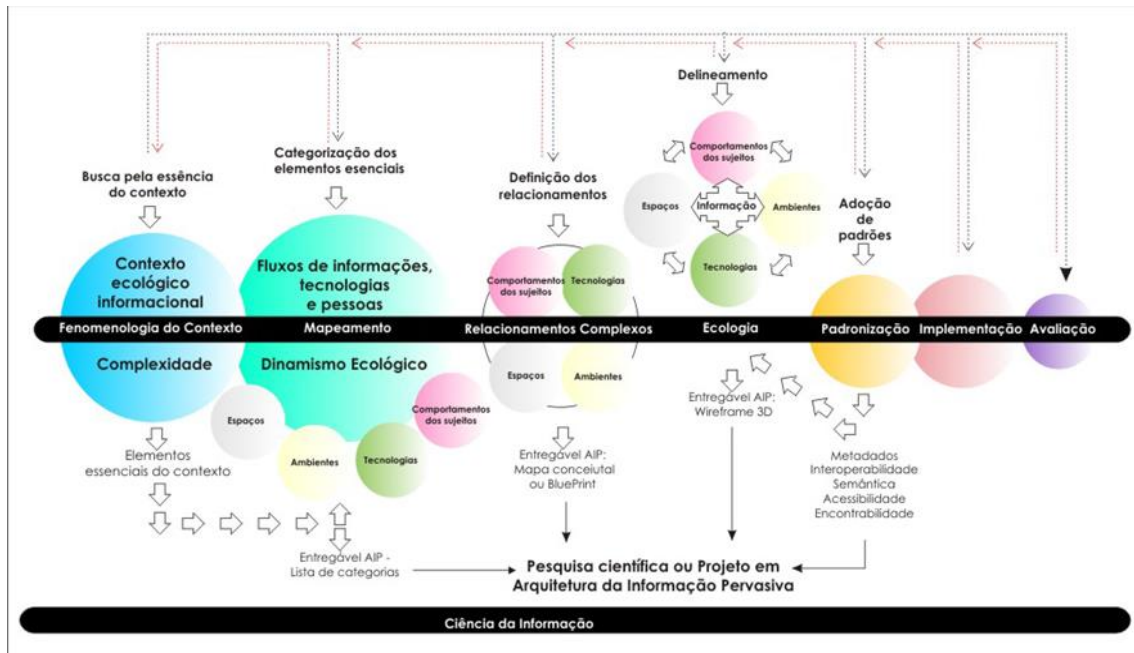 Delineamento
Categorização dos
elementos esenciais
Busca pela essência
do contexto
Definição dos
relacionamentos
Comportamentos
dos sujeitos
Espaços
Informação
Ambientes
Tecnologias
Adoção
de
padrões
Contexto
ecológico
informacional
Fluxos de informações,
tecnologias
e pessoas
Comportamentos
dos sujeitos
Tecnologias
Fenomenologia do Contexto
Mapeamento
Relacionamentos Complexos
Ecologia
Padronização
Implementação
Avaliação
Complexidade
Dinamismo Ecológico
Espaços
Ambientes
Espaços
Ambientes
Tecnologias
Comportamentos
dos sujeitos
Elementos
essenciais do contexto
Entregável AIP:
Mapa conceiutal
ou BluePrint
Entregável AIP:
Wireframe 3D
Metadados
Interoperabilidade
Semântica
Acessibilidade
Encontrabilidade
Entregável AIP -
Lista de categorias
Pesquisa científica ou Projeto em
Arquitetura da Informação Pervasiva
Ciência da Informação